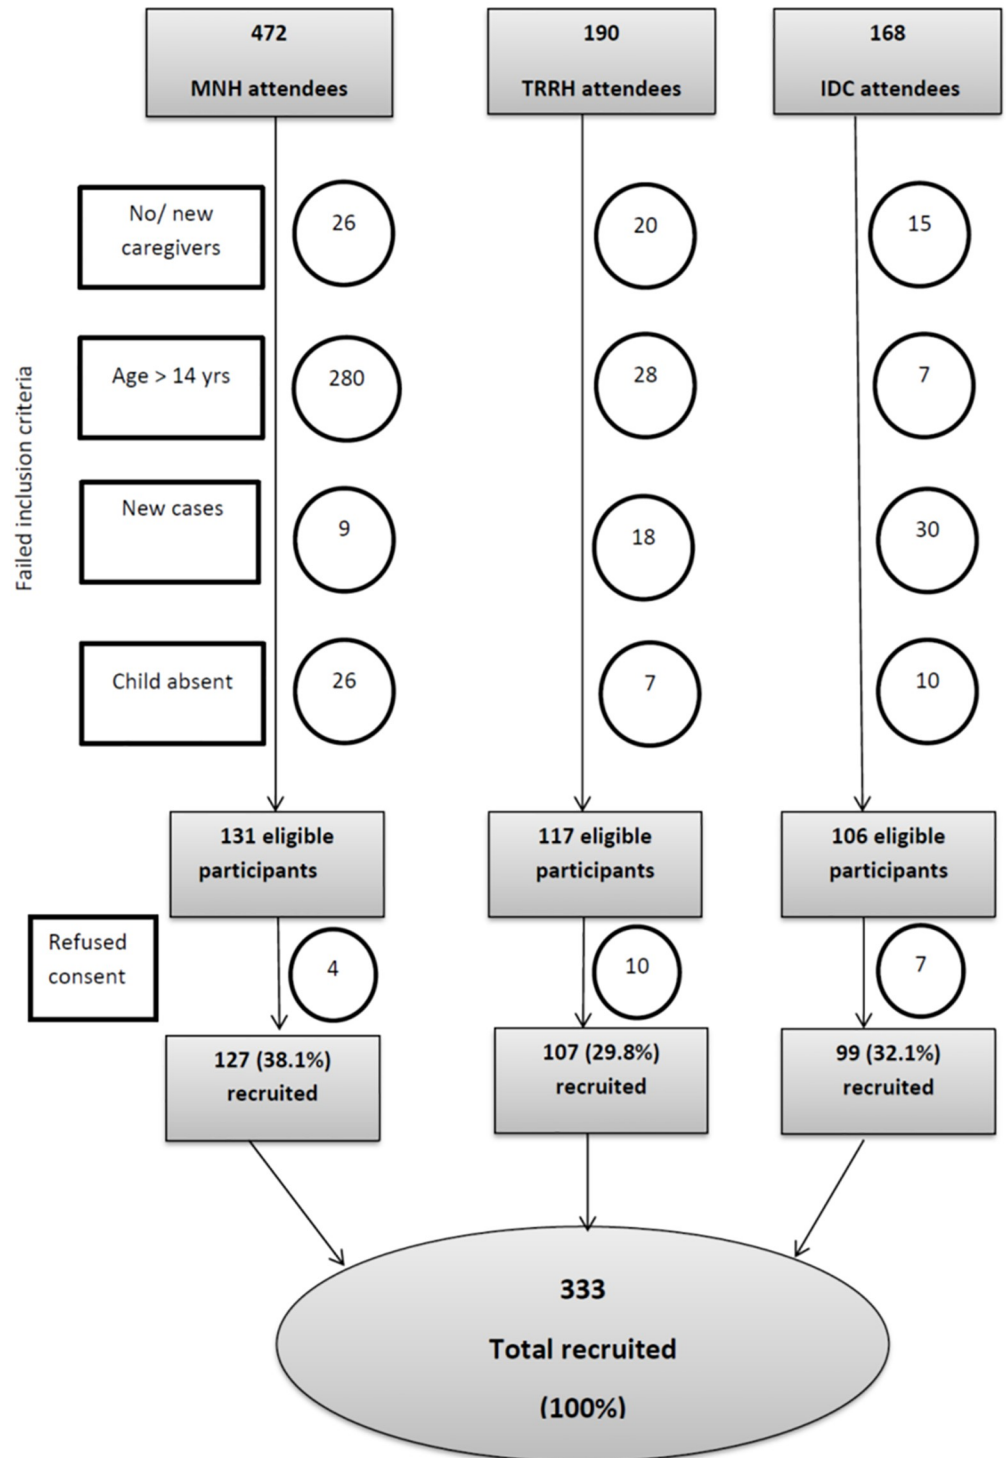 472
MNH attendees
190
TRRH attendees
168
IDC attendees
Failed inclusion criteria
No/ new
caregivers
26
20
15
Age > 14 yrs
280
28
7
New cases
9
18
30
Child absent
26
7
10
131 eligible
participants
117 eligible
participants
106 eligible
participants
Refused
consent
4
10
7
127 (38.1%)
recruited
107 (29.8%)
recruited
99 (32.1%)
recruited
333
Total recruited
(100%)